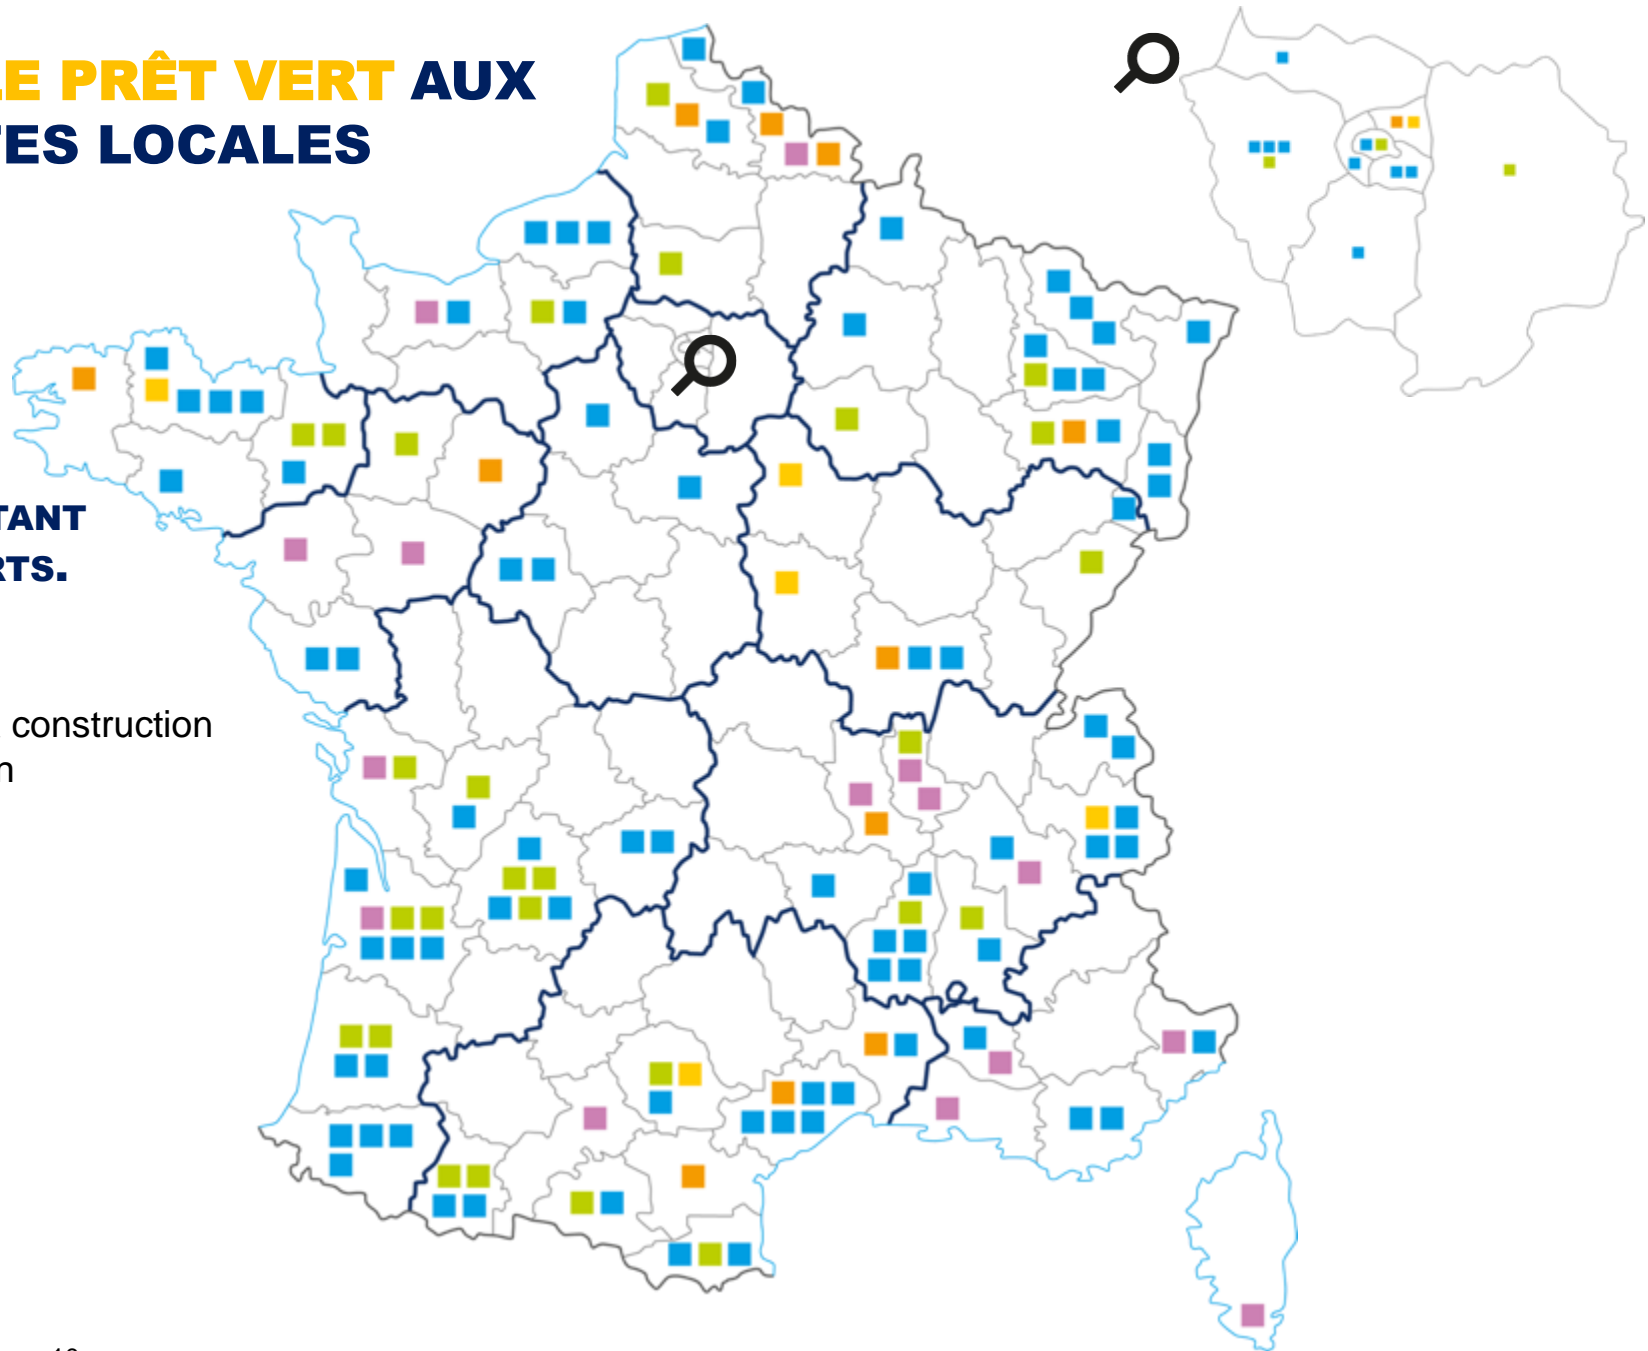 LE PRÊT VERT AUX
TES LOCALES
TANT
RTS.
construction
n